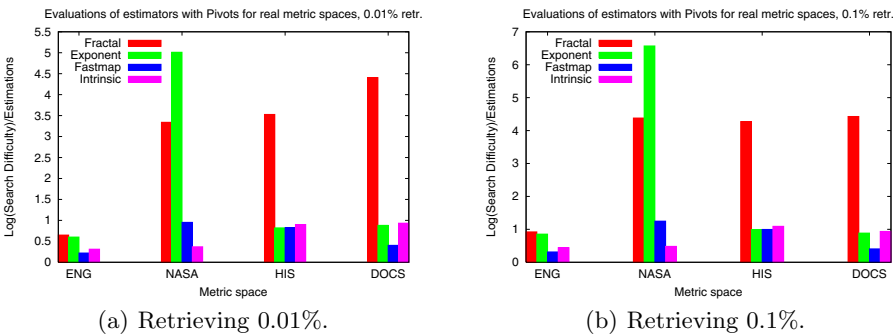 Evaluations of estimators with Pivots for real metric spaces, 0.01% retr.
Log(Search Difficulty)/Estimations
5.5
5
4.5
4
3.5
3
2.5
2
1.5
1
0.5
0
Fractal
Exponent
Fastmap
Intrinsic
ENG NASA HIS DOCS
Metric space
(a) Retrieving 0.01%.
Evaluations of estimators with Pivots for real metric spaces, 0.1% retr.
Log(Search Difficulty)/Estimations
7
6
5
4
3
2
1
0
Fractal
Exponent
Fastmap
Intrinsic
ENG NASA HIS DOCS
Metric space
(b) Retrieving 0.1%.